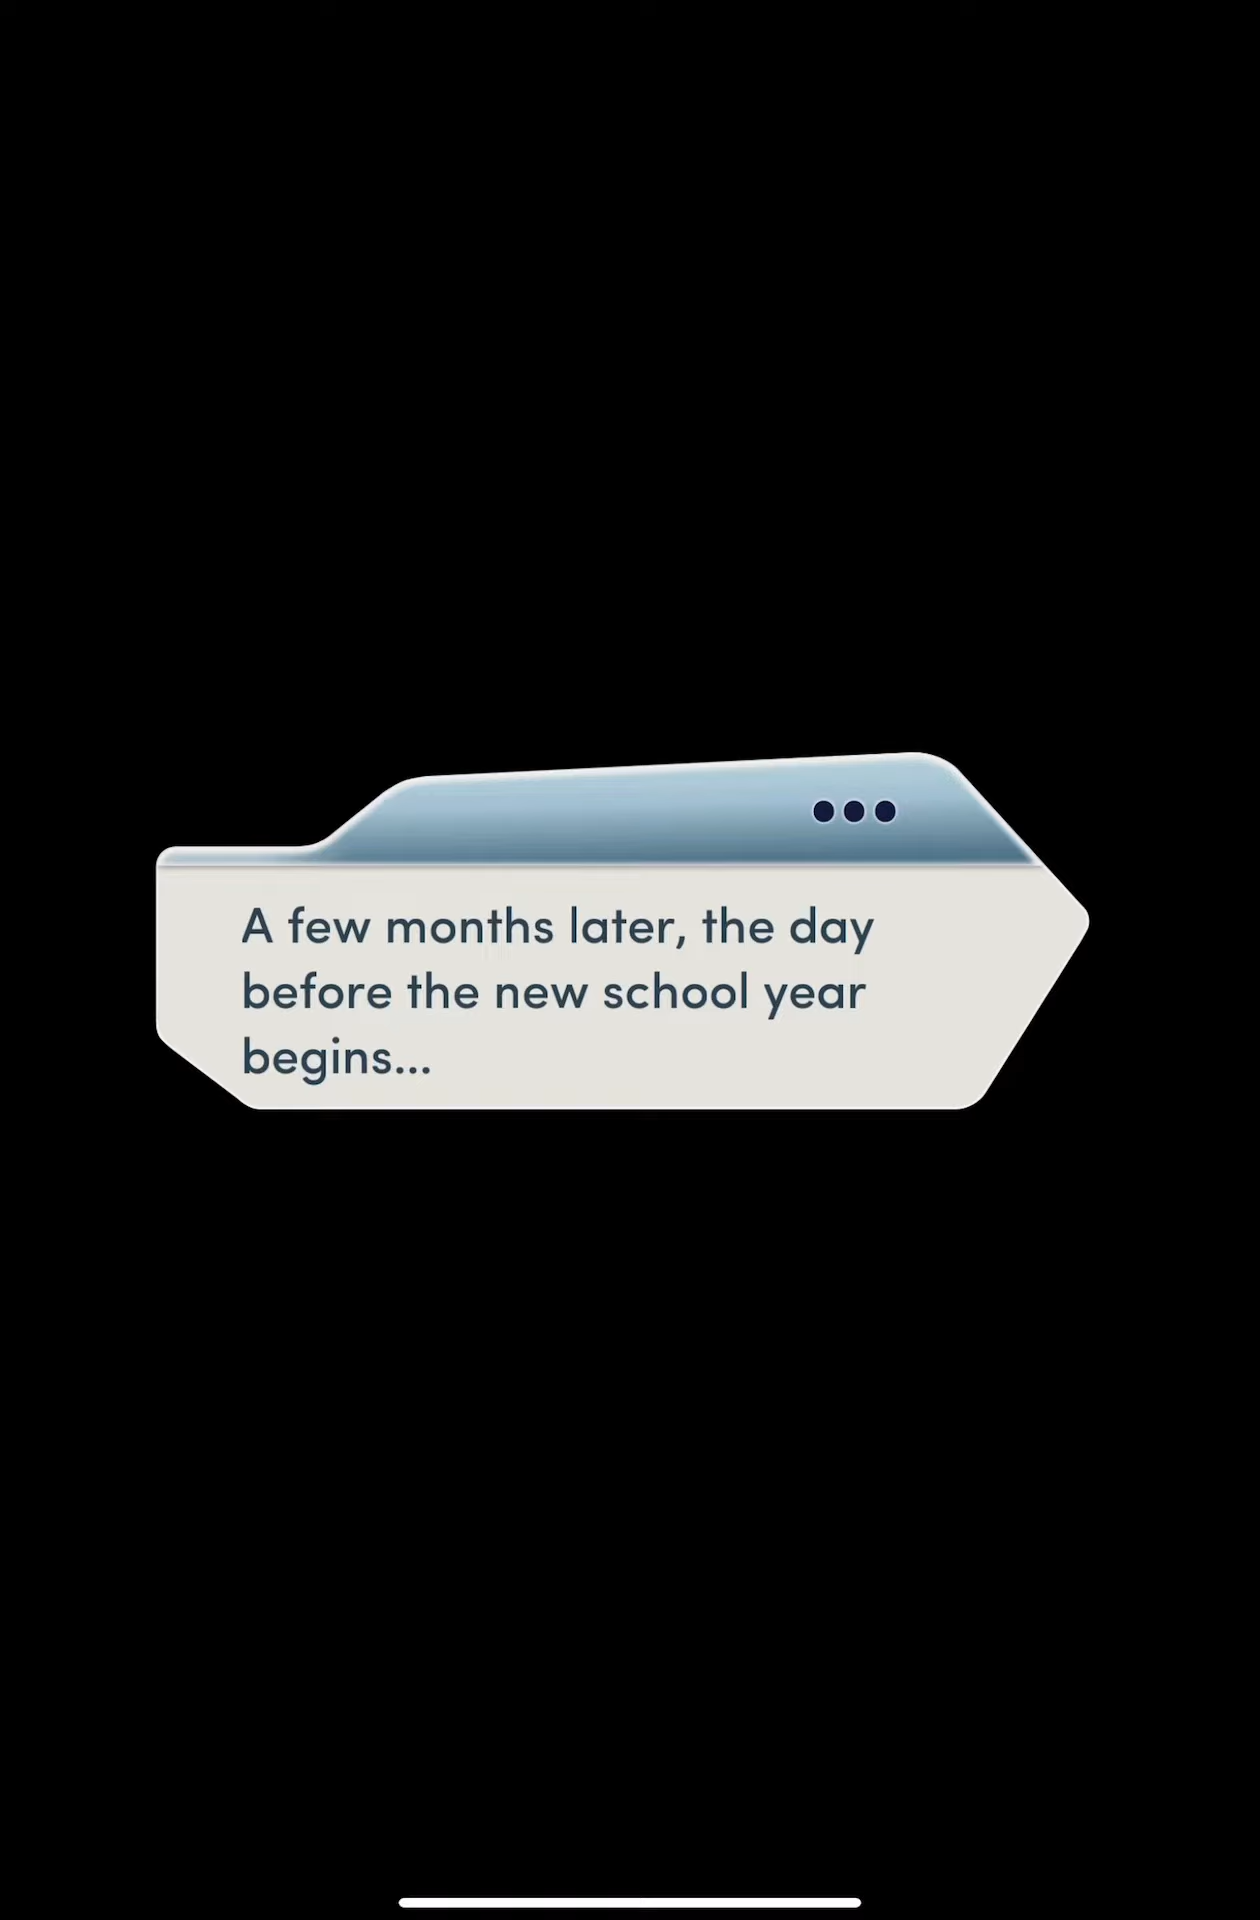 A few months later, the day
before the new school year
begins...